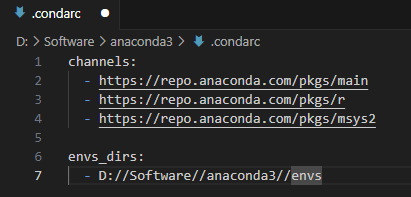 .condarc
D: > Software > anaconda3 > .condarc
1 channels:
2 - https://repo.anaconda.com/pkgs/main
3 - https://repo.anaconda.com/pkgs/r
4 - https://repo.anaconda.com/pkgs/msys2
5
6 envs_dirs:
7 - D://Software//anaconda3//envs